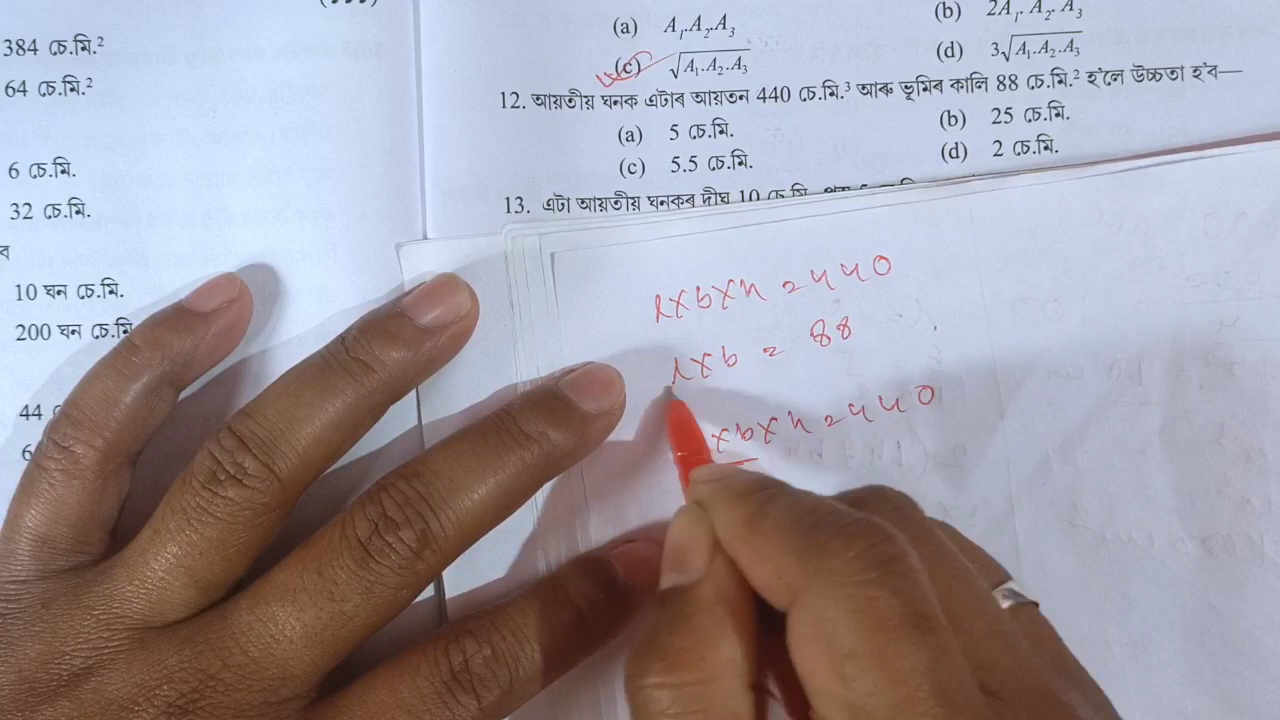 384 চে.মি.²
64 চে.মি.²
6 চে.মি.
32 চে.মি.
ৰ
10 ঘন চে.মি.
200 ঘন চে.মি
44
6
(a) A₁.A₂.A₃
(b) 2A₁.A₂.A₃
(c) √A₁.A₂.A₃
(d) 3√A₁.A₂.A₃
12. আয়তীয় ঘনক এটাৰ আয়তন 440 চে.মি.³ আৰু ভূমিৰ কালি 88 চে.মি.² হ'লে উচ্চতা হ'ব—
(a) 5 চে.মি.
(b) 25 চে.মি.
(c) 5.5 চে.মি.
(d) 2 চে.মি.
13. এটা আয়তীয় ঘনকৰ দীঘ 10 চে.মি.
l×b×h = 440
l×b = 88
×b×h = 440